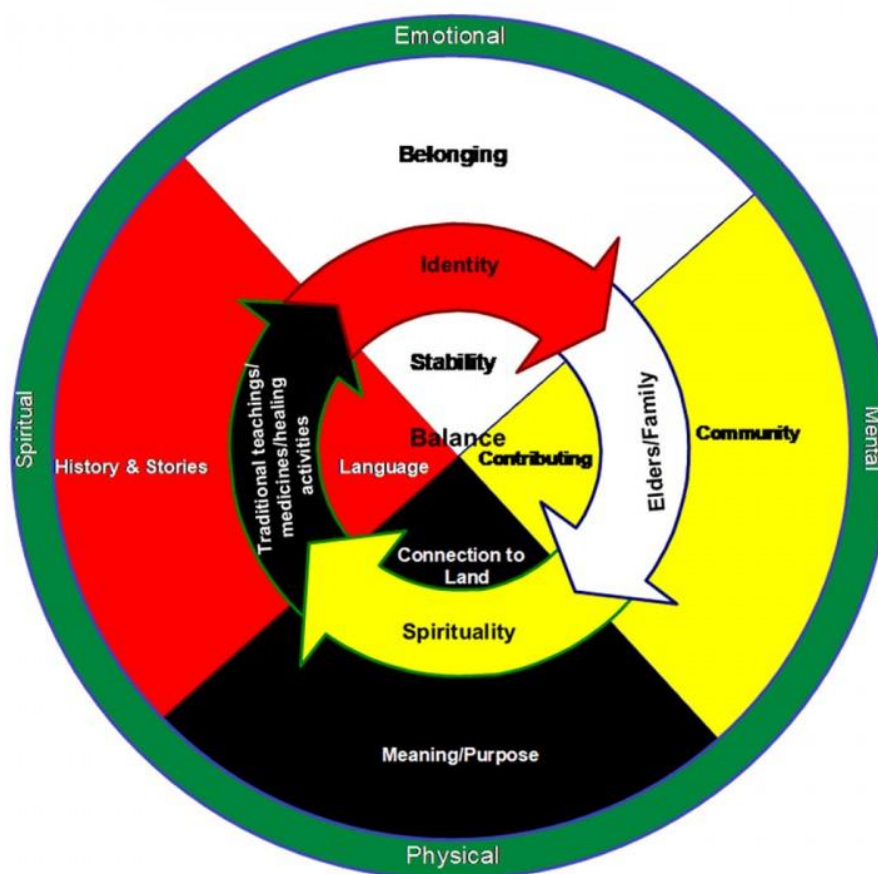 Emotional
Belonging
Identity
Stability
Balance
Contributing
Language
Connection to
Land
Spirituality
Traditional teachings/
medicines/healing
activities
Elders/Family
History & Stories
Community
Meaning/Purpose
Spiritual
Mental
Physical